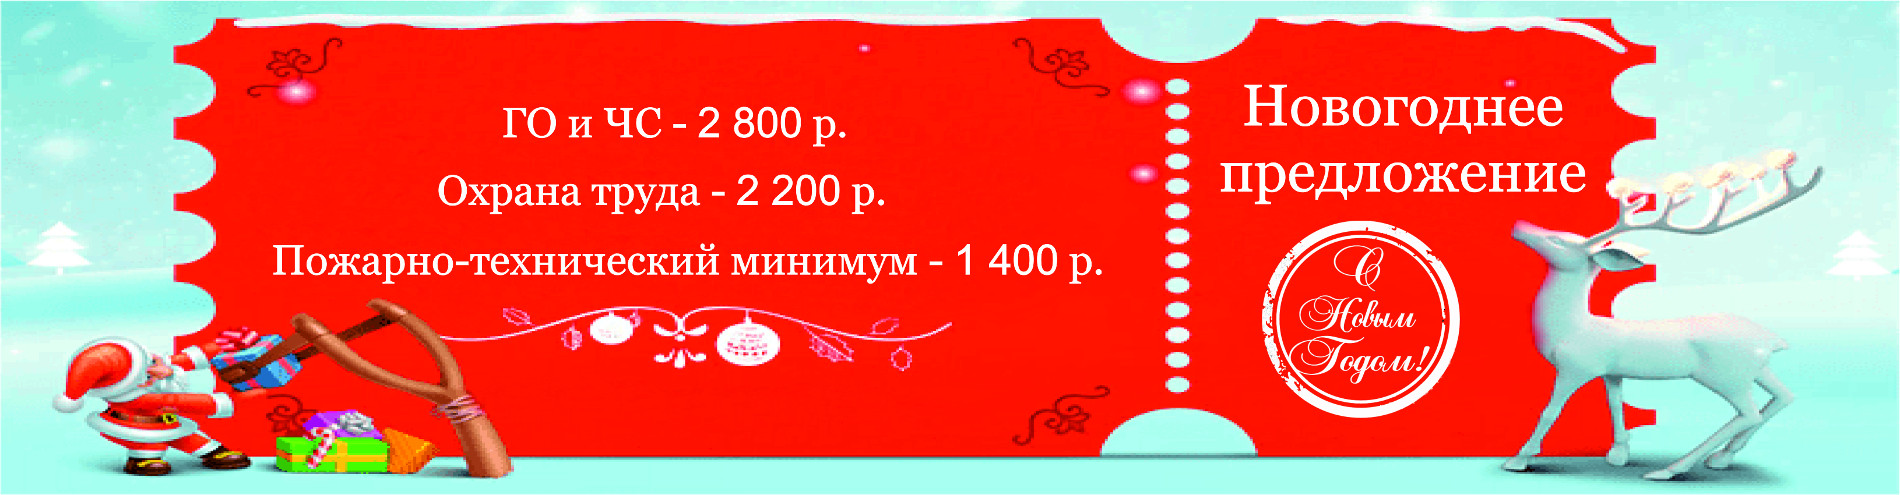 ГО и ЧС - 2 800 р.
Охрана труда - 2 200 р.
Пожарно-технический минимум - 1 400 р.
Новогоднее
предложение
С
Новым
Годом!